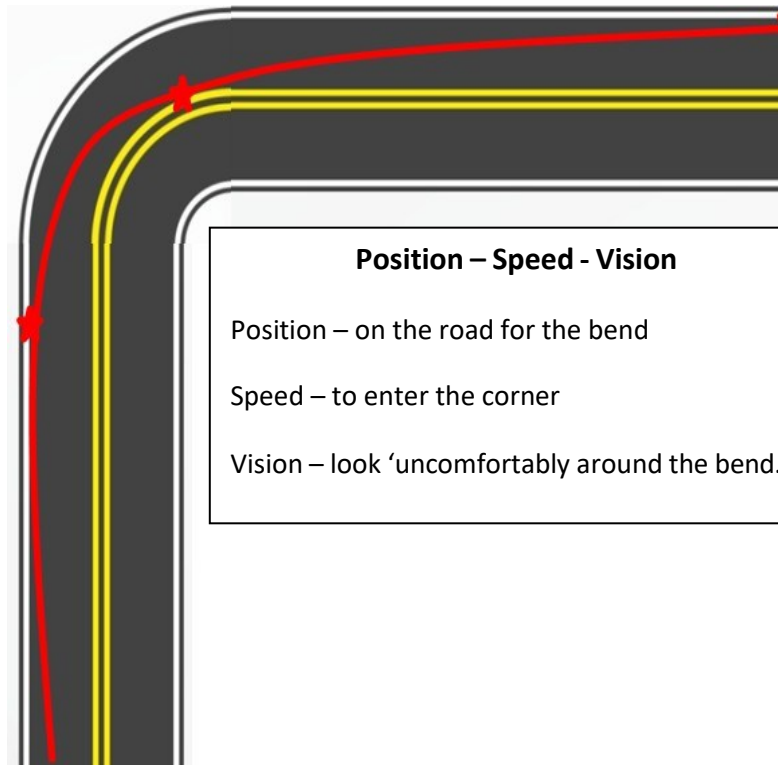 Position – Speed - Vision
Position – on the road for the bend
Speed – to enter the corner
Vision – look ‘uncomfortably around the bend.